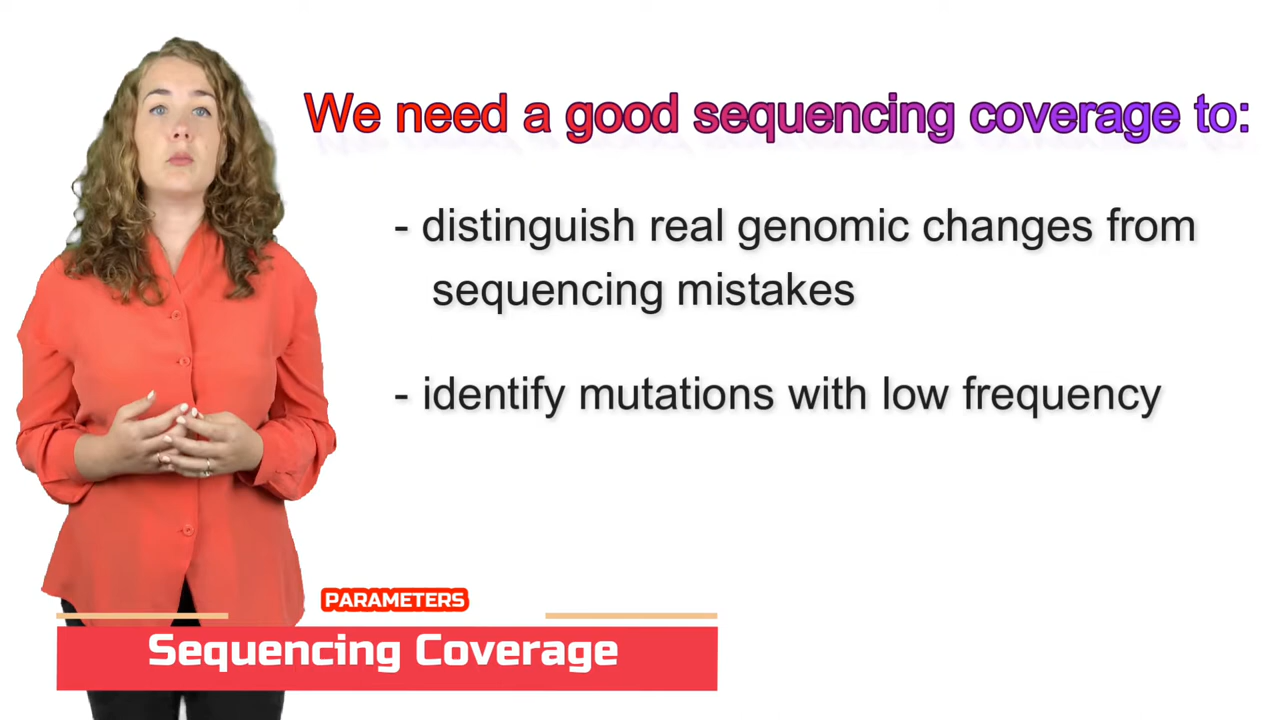 We need a good sequencing coverage to:
- distinguish real genomic changes from
sequencing mistakes
- identify mutations with low frequency
PARAMETERS
Sequencing Coverage